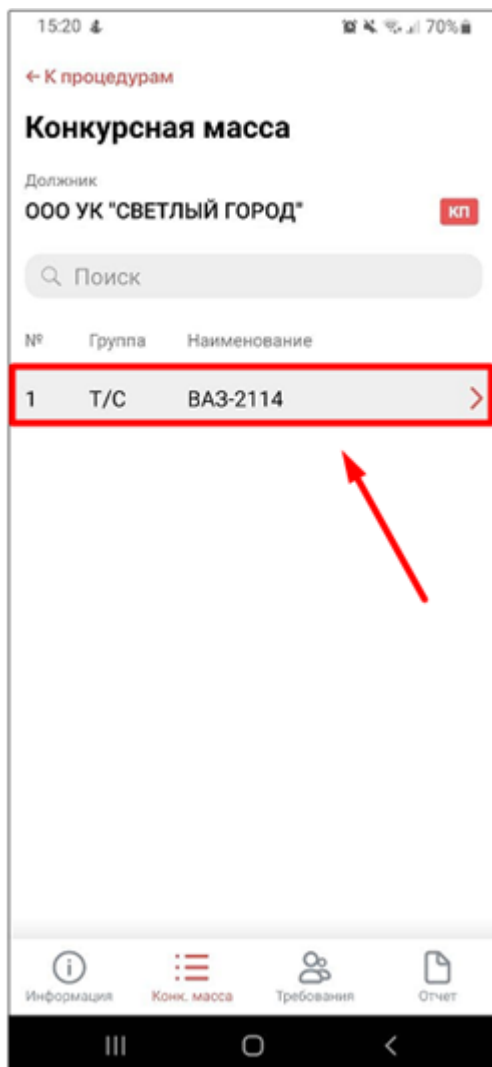 15:20 70%
← К процедурам
Конкурсная масса
Должник
ООО УК "СВЕТЛЫЙ ГОРОД" КП
Поиск
№ Группа Наименование
1 Т/С ВАЗ-2114
Информация Конк. масса Требования Отчет